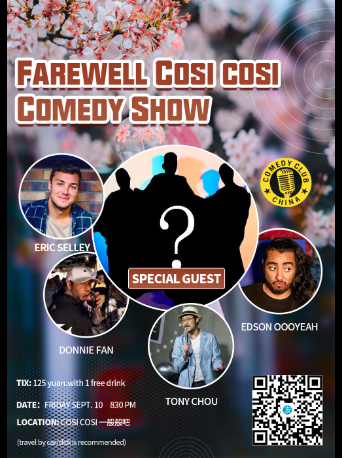 FAREWELL COSI COSI
COMEDY SHOW
COMEDY CLUB
CHINA
ERIC SELLEY
?
SPECIAL GUEST
EDSON OOOYEAH
DONNIE FAN
TONY CHOU
TIX: 125 yuan with 1 free drink
DATE: FRIDAY SEPT. 10 830 PM
LOCATION: COSI COSI 一般般吧
(travel by car/didi is recommended)